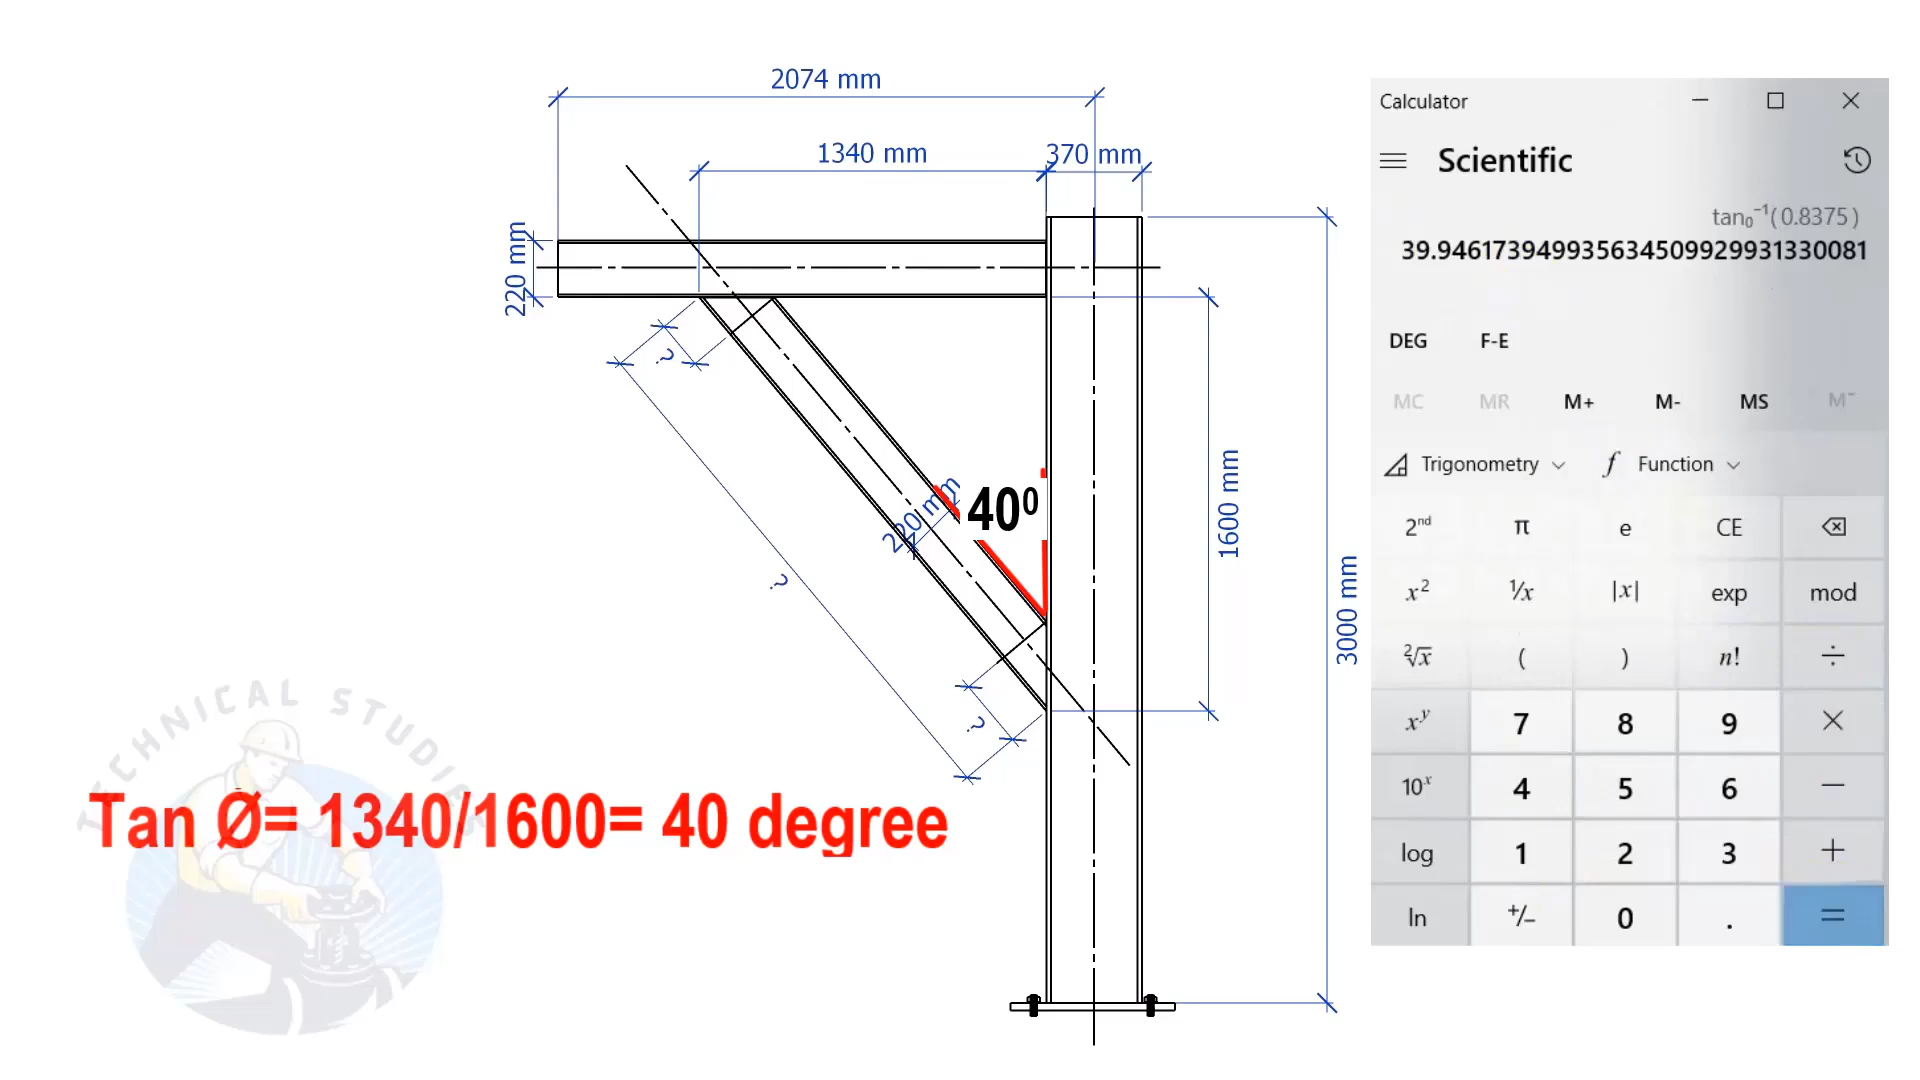 2074 mm
1340 mm
370 mm
220 mm
?
220 mm
40⁰
?
1600 mm
3000 mm
?
TECHNICAL STUDIES
Tan Ø= 1340/1600= 40 degree
Calculator
Scientific
tan₀⁻¹(0.8375)
39.946173949935634509929931330081
DEG F-E
MC MR M+ M- MS M˅
Trigonometry Function
2ⁿᵈ π e CE
x² ¹/x |x| exp mod
²√x ( ) n! ÷
xʸ 7 8 9 ×
10ˣ 4 5 6 −
log 1 2 3 +
ln +/− 0 . =